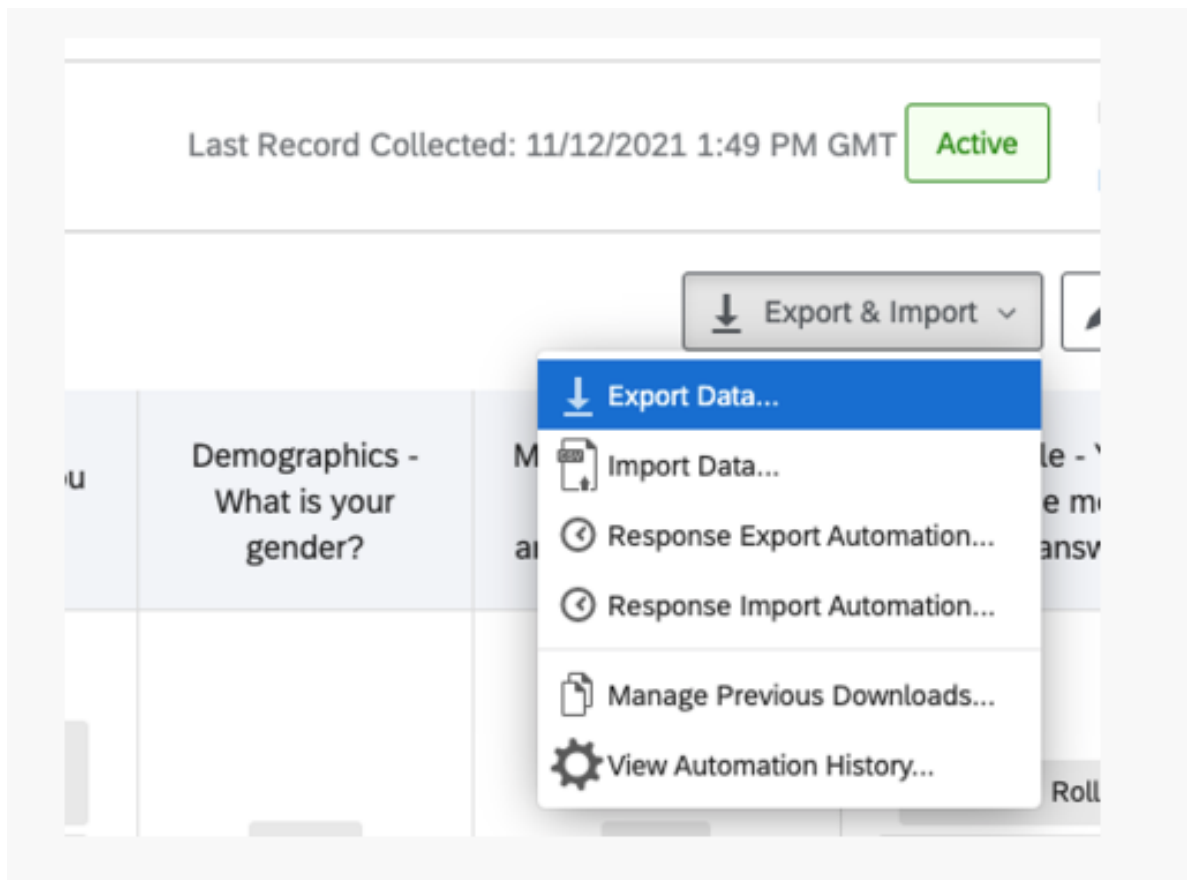 Last Record Collected: 11/12/2021 1:49 PM GMT
Active
Export & Import
Export Data...
Import Data...
Response Export Automation...
Response Import Automation...
Manage Previous Downloads...
View Automation History...
Demographics -
What is your
gender?
CSV
Roll